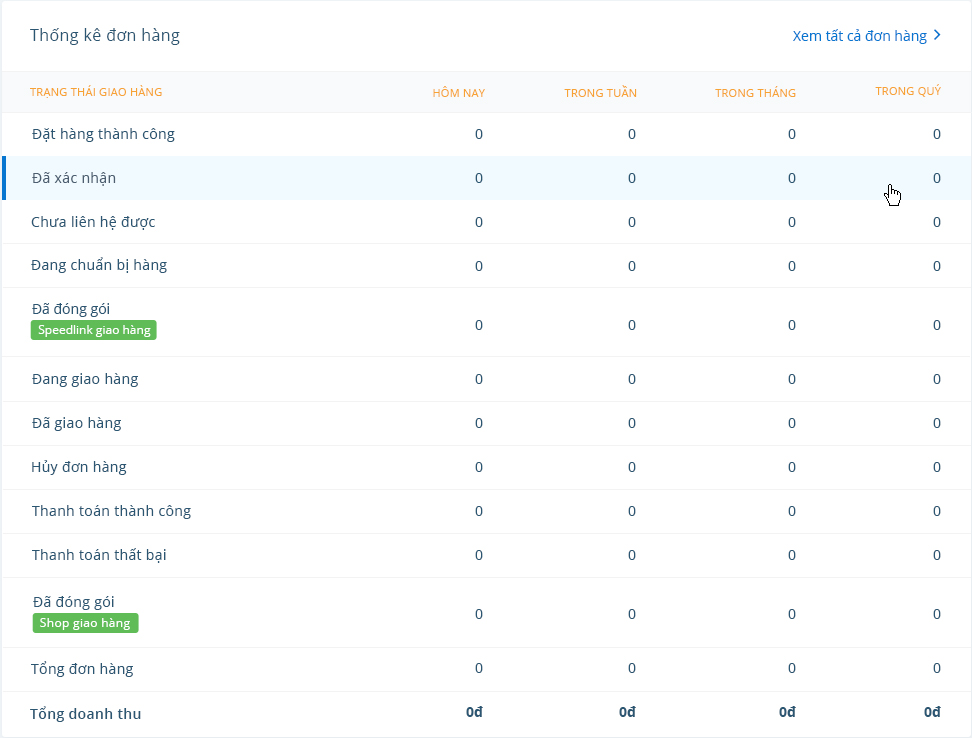 Thống kê đơn hàng Xem tất cả đơn hàng
TRẠNG THÁI GIAO HÀNG HÔM NAY TRONG TUẦN TRONG THÁNG TRONG QUÝ
Đặt hàng thành công 0 0 0 0
Đã xác nhận 0 0 0 0
Chưa liên hệ được 0 0 0 0
Đang chuẩn bị hàng 0 0 0 0
Đã đóng gói
Speedlink giao hàng 0 0 0 0
Đang giao hàng 0 0 0 0
Đã giao hàng 0 0 0 0
Hủy đơn hàng 0 0 0 0
Thanh toán thành công 0 0 0 0
Thanh toán thất bại 0 0 0 0
Đã đóng gói
Shop giao hàng 0 0 0 0
Tổng đơn hàng 0 0 0 0
Tổng doanh thu 0đ 0đ 0đ 0đ